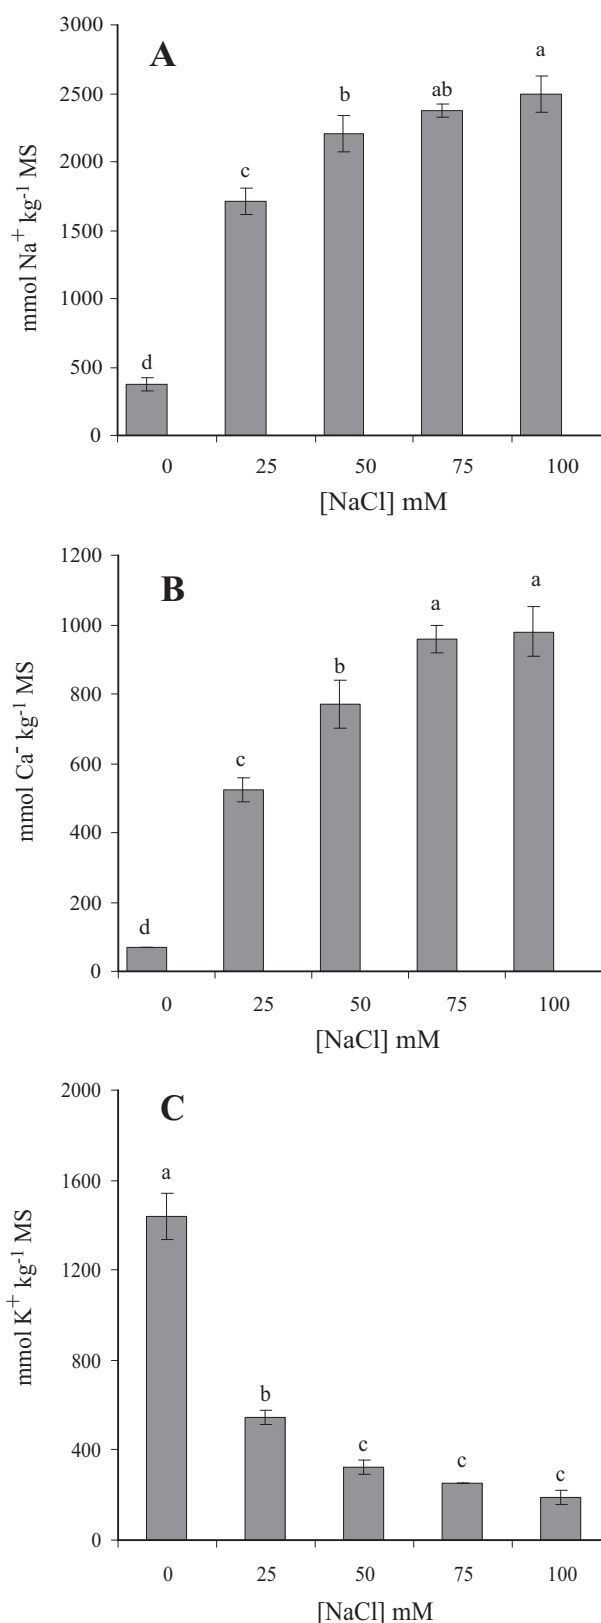 A
mmol Na⁺ kg⁻¹ MS
3000
2500
2000
1500
1000
500
0
d
c
b
ab
a
0 25 50 75 100
[NaCl] mM
B
mmol Ca⁻ kg⁻¹ MS
1200
1000
800
600
400
200
0
d
c
b
a
a
0 25 50 75 100
[NaCl] mM
C
mmol K⁺ kg⁻¹ MS
2000
1600
1200
800
400
0
a
b
c
c
c
0 25 50 75 100
[NaCl] mM